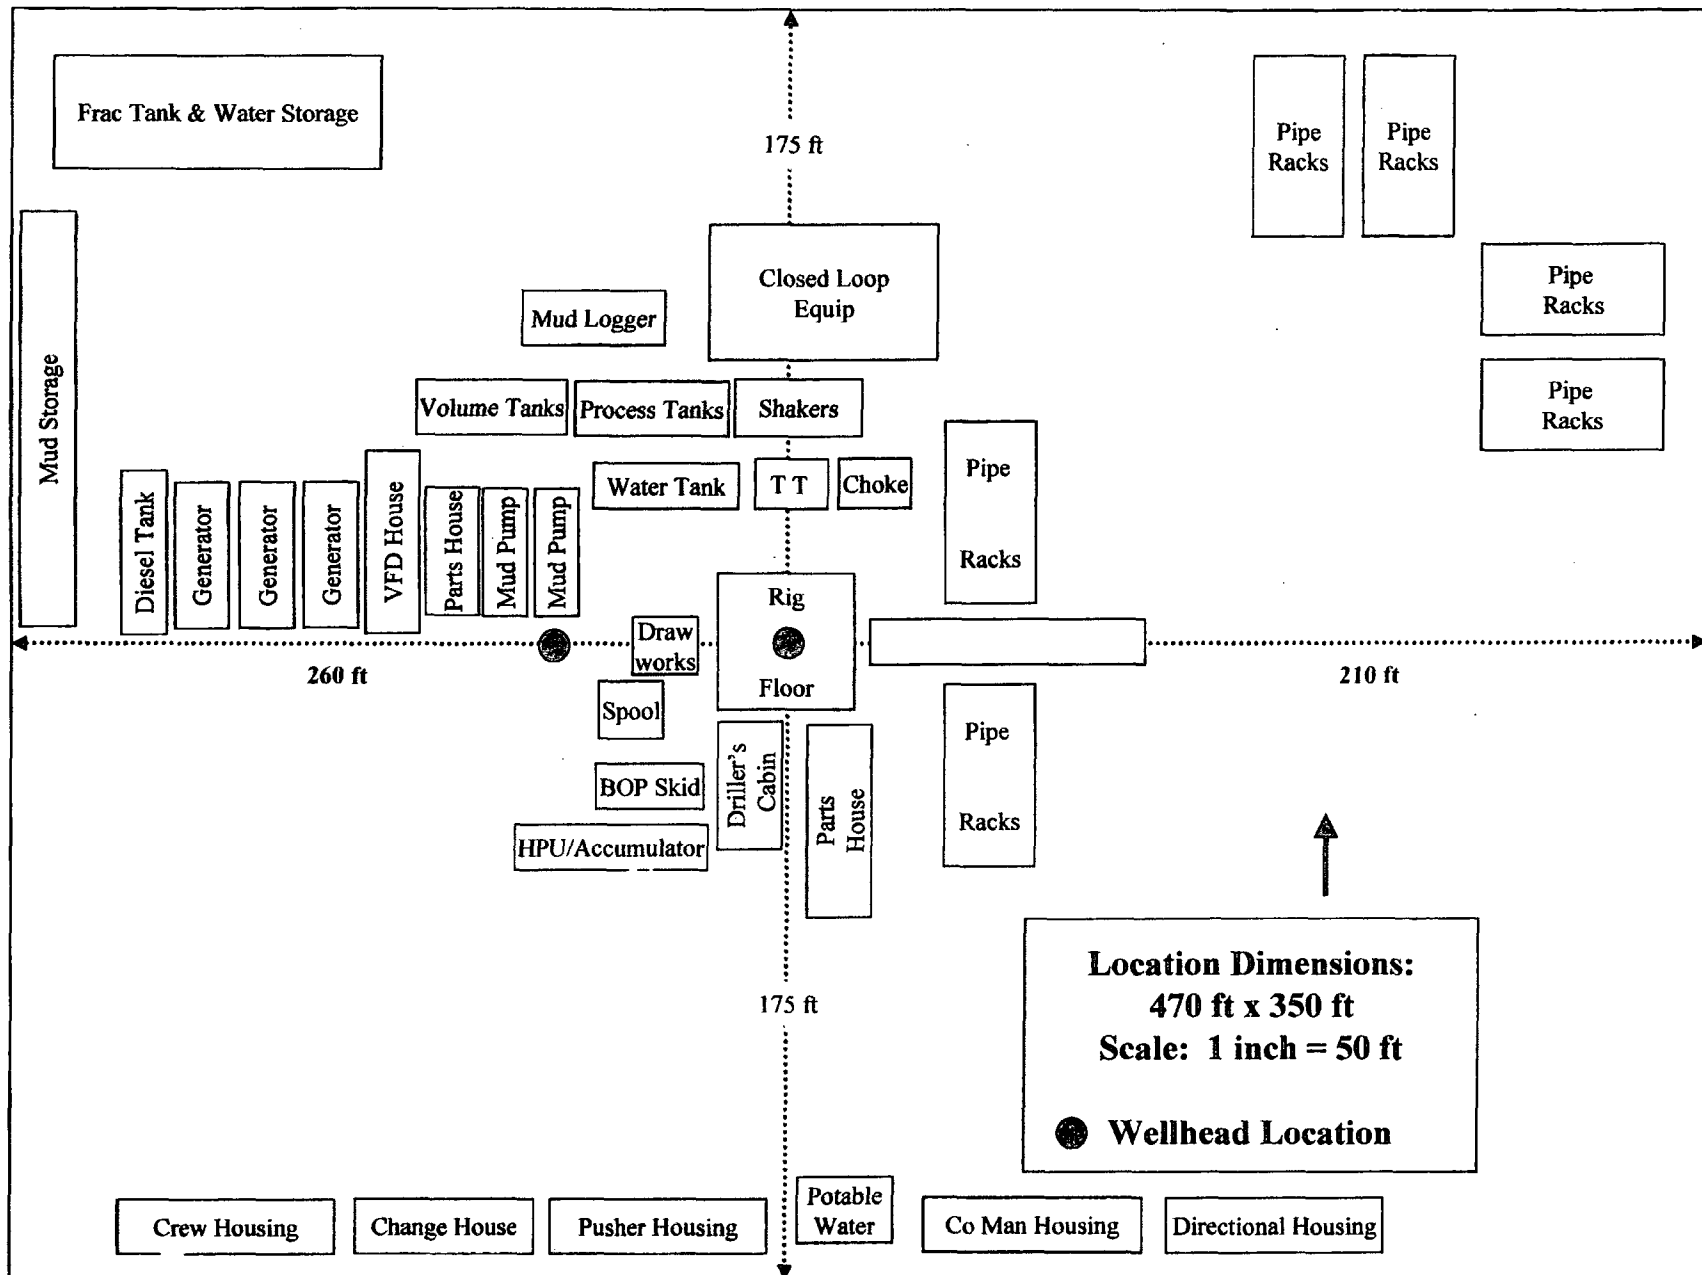 Frac Tank & Water Storage
175 ft
Pipe
Racks
Pipe
Racks
Closed Loop
Equip
Pipe
Racks
Mud Logger
Mud Storage
Volume Tanks
Process Tanks
Shakers
Pipe
Racks
Diesel Tank
Generator
Generator
Generator
VFD House
Parts House
Mud Pump
Mud Pump
Water Tank
T T
Choke
Pipe
Racks
Rig
Floor
Draw
works
260 ft
210 ft
Spool
Driller's
Cabin
Parts
House
Pipe
Racks
BOP Skid
HPU/Accumulator
Location Dimensions:
470 ft x 350 ft
Scale: 1 inch = 50 ft
Wellhead Location
175 ft
Crew Housing
Change House
Pusher Housing
Potable
Water
Co Man Housing
Directional Housing